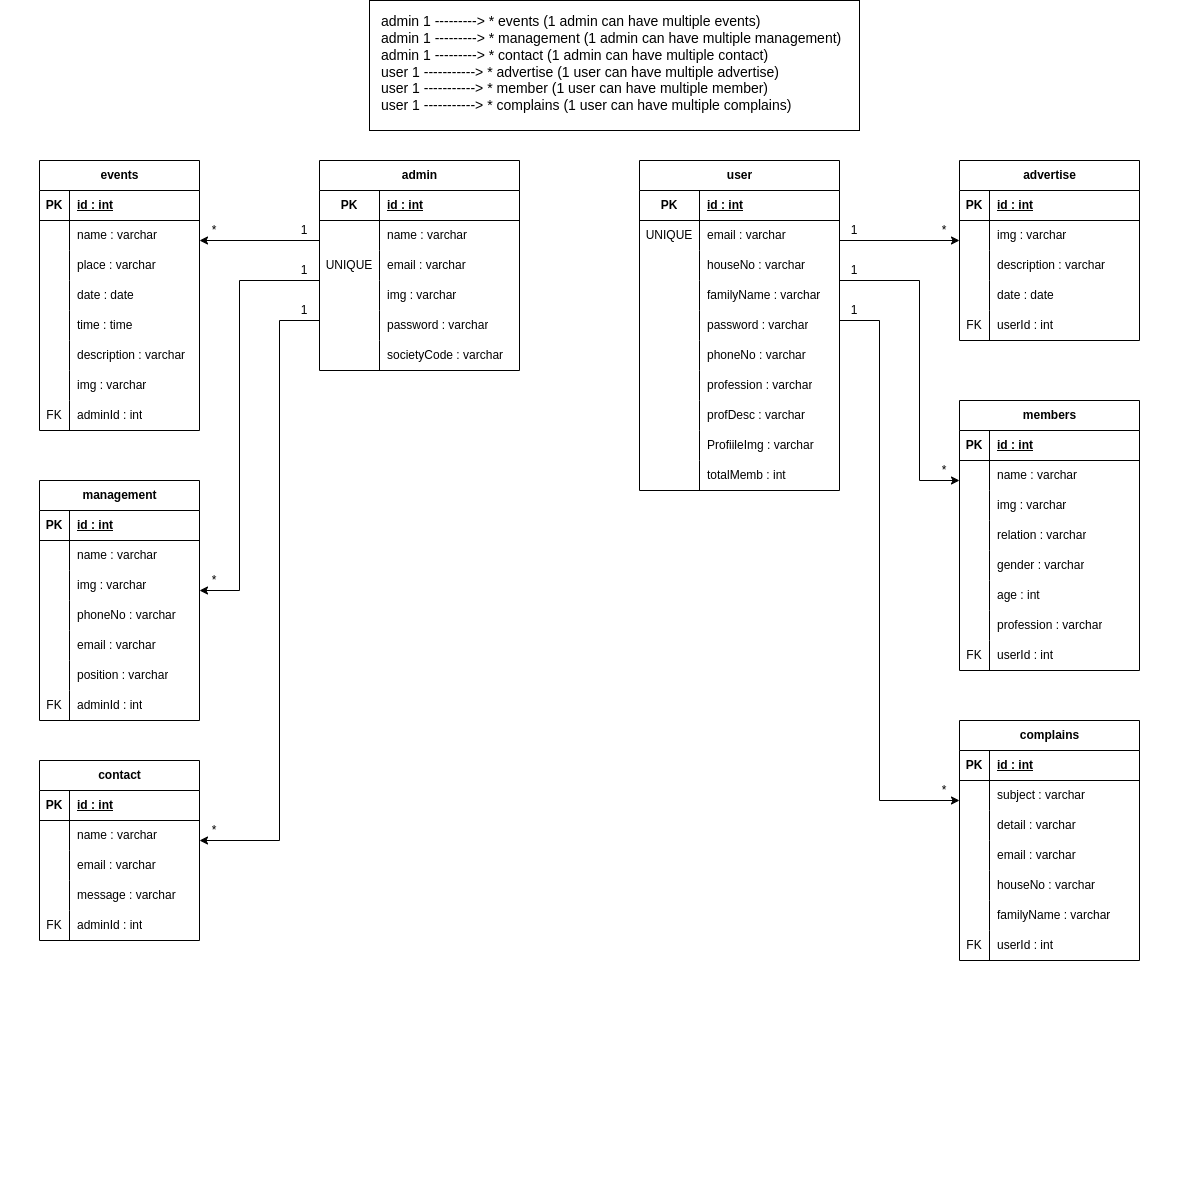 admin 1 ---------> * events (1 admin can have multiple events)
admin 1 ---------> * management (1 admin can have multiple management)
admin 1 ---------> * contact (1 admin can have multiple contact)
user 1 -----------> * advertise (1 user can have multiple advertise)
user 1 -----------> * member (1 user can have multiple member)
user 1 -----------> * complains (1 user can have multiple complains)
events
PK id : int
name : varchar
place : varchar
date : date
time : time
description : varchar
img : varchar
FK adminId : int
* 1
1
1
admin
PK id : int
name : varchar
UNIQUE email : varchar
img : varchar
password : varchar
societyCode : varchar
user
PK id : int
UNIQUE email : varchar
houseNo : varchar
familyName : varchar
password : varchar
phoneNo : varchar
profession : varchar
profDesc : varchar
ProfiileImg : varchar
totalMemb : int
1 *
1
1
advertise
PK id : int
img : varchar
description : varchar
date : date
FK userId : int
management
PK id : int
name : varchar
img : varchar
phoneNo : varchar
email : varchar
position : varchar
FK adminId : int
*
members
PK id : int
name : varchar
img : varchar
relation : varchar
gender : varchar
age : int
profession : varchar
FK userId : int
*
contact
PK id : int
name : varchar
email : varchar
message : varchar
FK adminId : int
*
complains
PK id : int
subject : varchar
detail : varchar
email : varchar
houseNo : varchar
familyName : varchar
FK userId : int
*